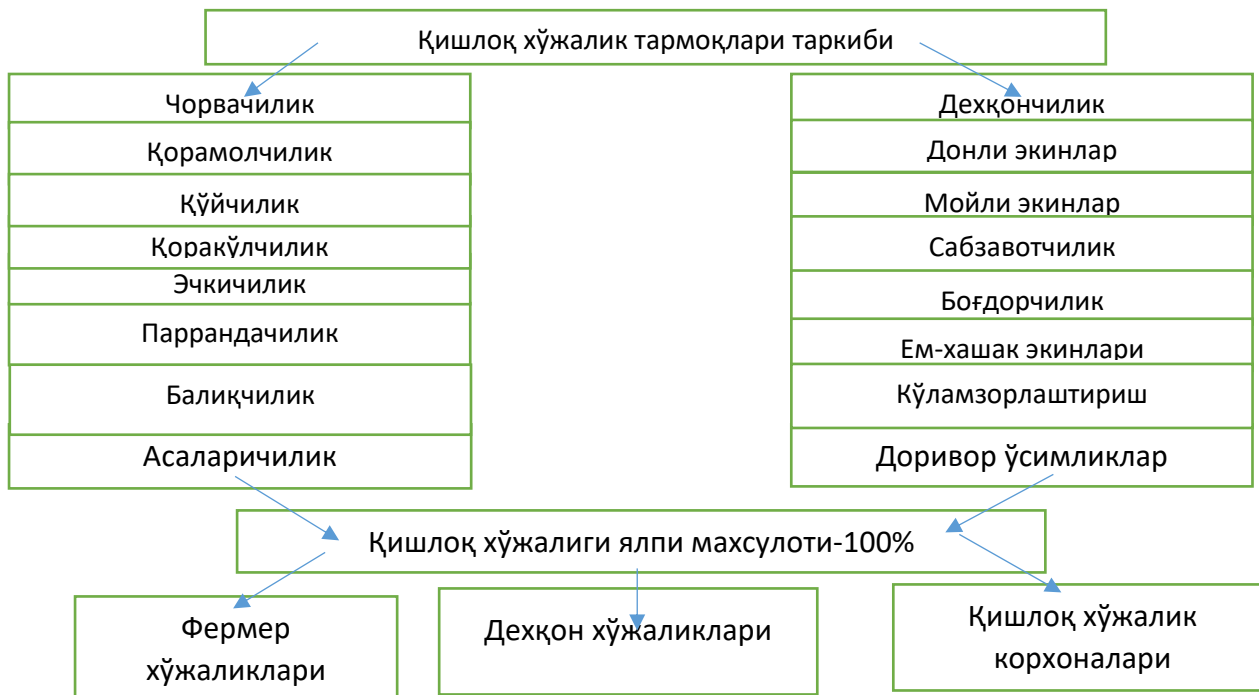 Қишлоқ хўжалик тармоқлари таркиби
Чорвачилик
Қорамолчилик
Қўйчилик
Қоракўлчилик
Эчкичилик
Паррандачилик
Балиқчилик
Асаларичилик
Дехқончилик
Донли экинлар
Мойли экинлар
Сабзавотчилик
Боғдорчилик
Ем-хашак экинлари
Кўламзорлаштириш
Доривор ўсимликлар
Қишлоқ хўжалиги ялпи махсулоти-100%
Фермер
хўжаликлари
Дехқон хўжаликлари
Қишлоқ хўжалик
корхоналари